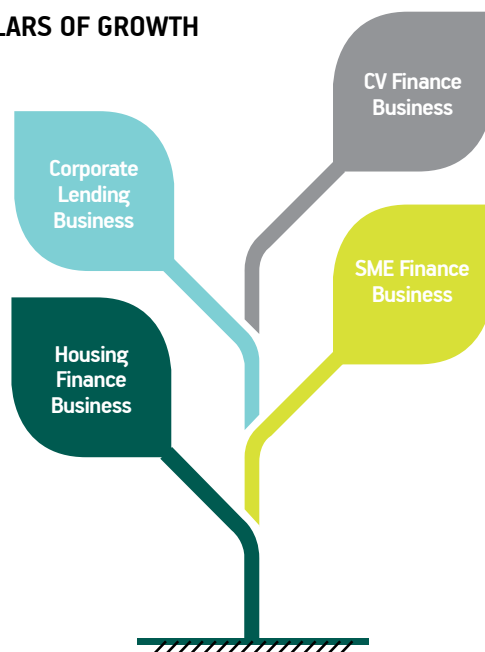 LARS OF GROWTH
CV Finance
Business
Corporate
Lending
Business
SME Finance
Business
Housing
Finance
Business